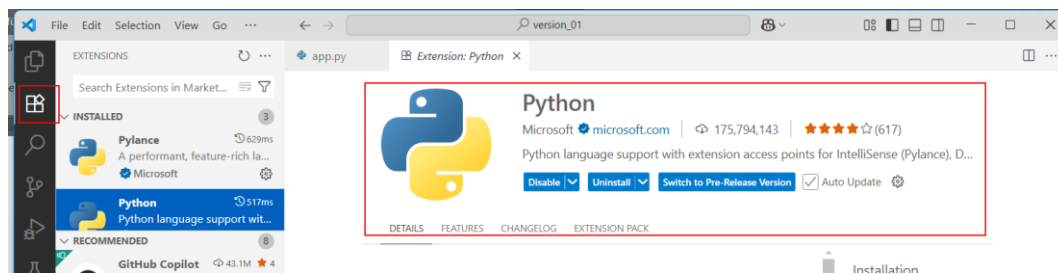 File Edit Selection View Go ··· version_01
EXTENSIONS
app.py Extension: Python
Search Extensions in Market...
INSTALLED 3
Pylance 629ms
A performant, feature-rich la...
Microsoft
Python 517ms
Python language support wit...
RECOMMENDED 8
GitHub Copilot 43.1M 4
Python
Microsoft microsoft.com 175,794,143 (617)
Python language support with extension access points for IntelliSense (Pylance), D...
Disable Uninstall Switch to Pre-Release Version Auto Update
DETAILS FEATURES CHANGELOG EXTENSION PACK
Installation